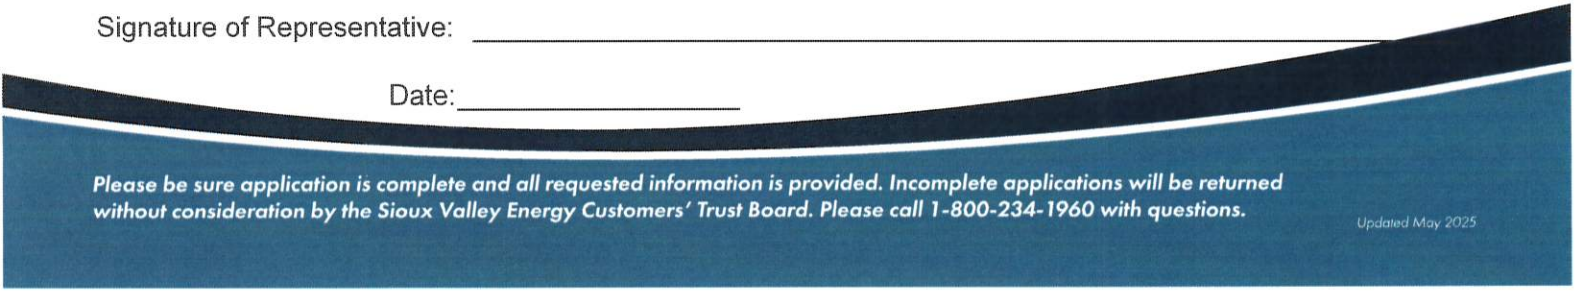 Signature of Representative:
Date:
Please be sure application is complete and all requested information is provided. Incomplete applications will be returned
without consideration by the Sioux Valley Energy Customers' Trust Board. Please call 1-800-234-1960 with questions.
Updated May 2025